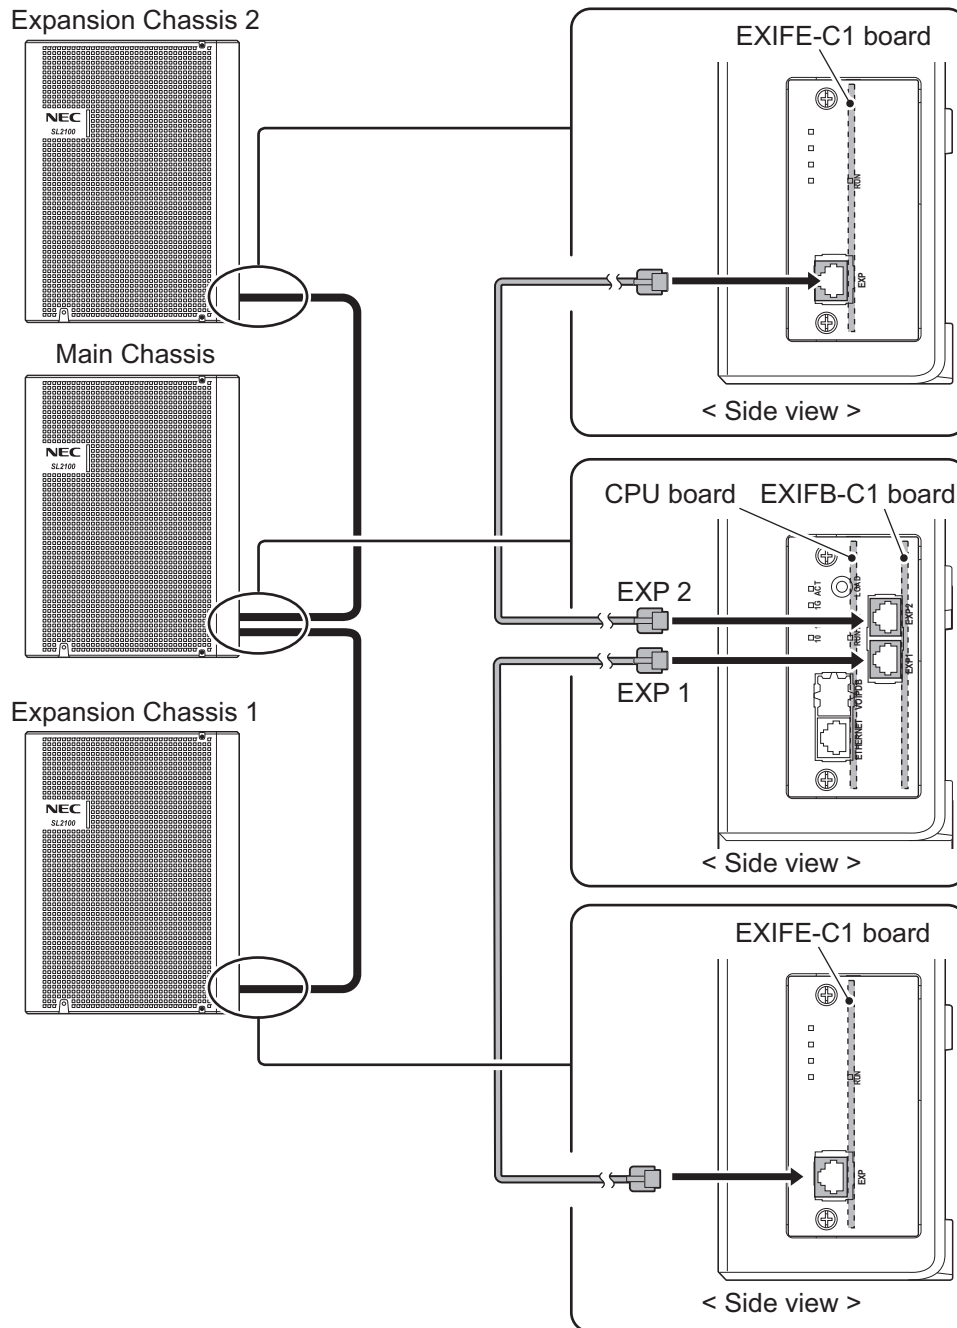 Expansion Chassis 2
NEC
SL2100
EXIFE-C1 board
RUN
EXP
< Side view >
Main Chassis
NEC
SL2100
CPU board
EXIFB-C1 board
EXP 2
EXP 1
ACT
1G
10
LOAD
RUN
EXP2
EXP1
VOIPDB
ETHERNET
< Side view >
Expansion Chassis 1
NEC
SL2100
EXIFE-C1 board
RUN
EXP
< Side view >